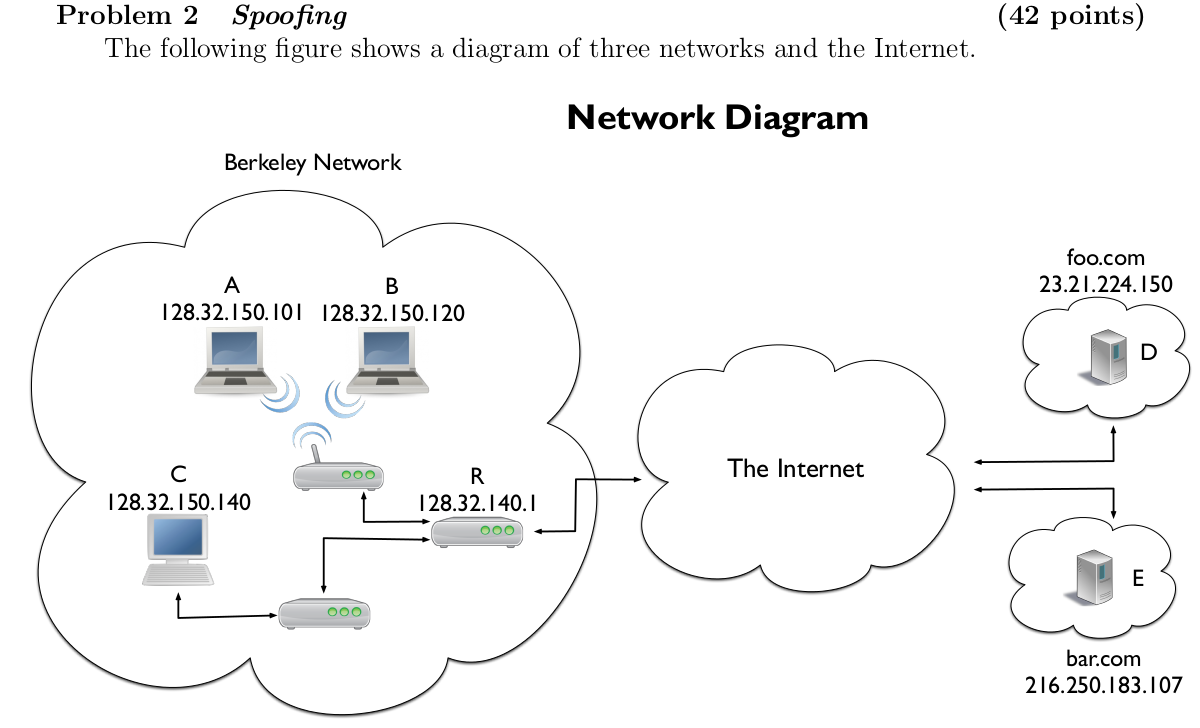 Problem 2 Spoofing (42 points)
The following figure shows a diagram of three networks and the Internet.
Network Diagram
Berkeley Network
A
128.32.150.101
B
128.32.150.120
C
128.32.150.140
R
128.32.140.1
The Internet
foo.com
23.21.224.150
D
E
bar.com
216.250.183.107